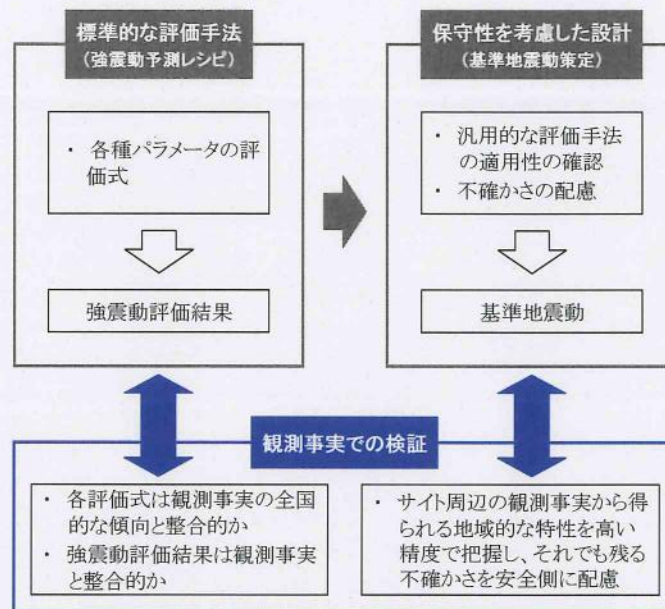 標準的な評価手法
(強震動予測レシピ)
・ 各種パラメータの評
価式
強震動評価結果
保守性を考慮した設計
(基準地震動策定)
・ 汎用的な評価手法
の適用性の確認
・ 不確かさの配慮
基準地震動
観測事実での検証
・ 各評価式は観測事実の全国
的な傾向と整合的か
・ 強震動評価結果は観測事実
と整合的か
・ サイト周辺の観測事実から得
られる地域的な特性を高い
精度で把握し、それでも残る
不確かさを安全側に配慮